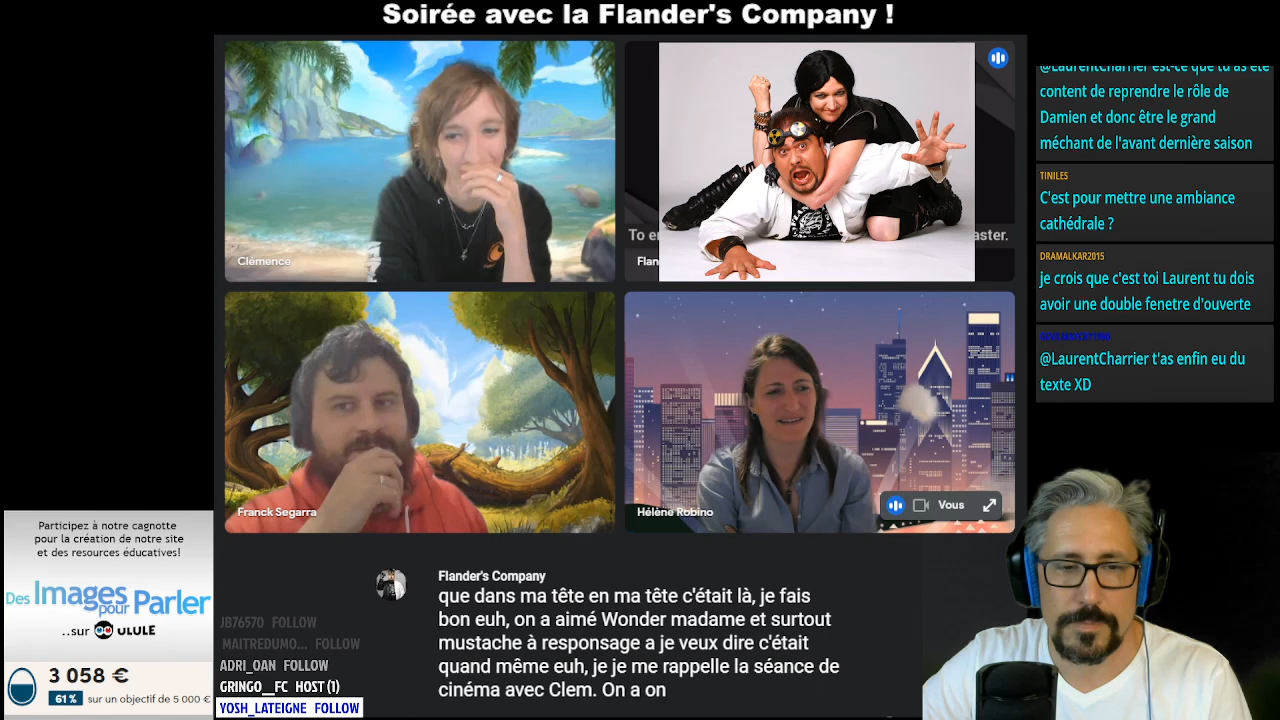 Soirée avec la Flander's Company !
Clémence
To e
aster.
Flan
Franck Segarra
Hélène Robino
Vous
@LaurentCharrier est-ce que tu as été
content de reprendre le rôle de
Damien et donc être le grand
méchant de l'avant dernière saison
TINILES
C'est pour mettre une ambiance
cathédrale ?
DRAMALKAR2015
je crois que c'est toi Laurent tu dois
avoir une double fenetre d'ouverte
@LaurentCharrier t'as enfin eu du
texte XD
Participez à notre cagnotte
pour la création de notre site
et des resources éducatives!
Des Images pour Parler
..sur ULULE
3 058 €
61 % sur un objectif de 5 000 €
JB76570 FOLLOW
MAITREDUMO... FOLLOW
ADRI_OAN FOLLOW
GRINGO__FC HOST (1)
YOSH_LATEIGNE FOLLOW
Flander's Company
que dans ma tête en ma tête c'était là, je fais
bon euh, on a aimé Wonder madame et surtout
mustache à responsage a je veux dire c'était
quand même euh, je je me rappelle la séance de
cinéma avec Clem. On a on